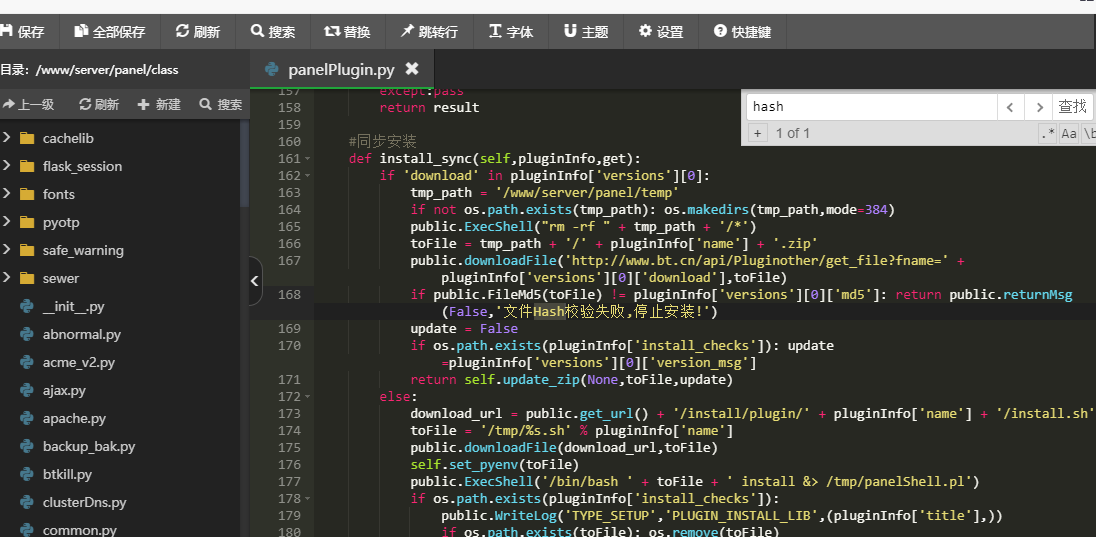 保存 全部保存 刷新 搜索 替换 跳转行 字体 主题 设置 快捷键
目录: /www/server/panel/class
panelPlugin.py
上一级 刷新 新建 搜索
hash
查找
+ 1 of 1 .* Aa \b
cachelib
flask_session
fonts
pyotp
safe_warning
sewer
__init__.py
abnormal.py
acme_v2.py
ajax.py
apache.py
backup_bak.py
btkill.py
clusterDns.py
common.py
157 except:pass
158 return result
159
160 #同步安装
161 def install_sync(self,pluginInfo,get):
162 if 'download' in pluginInfo['versions'][0]:
163 tmp_path = '/www/server/panel/temp'
164 if not os.path.exists(tmp_path): os.makedirs(tmp_path,mode=384)
165 public.ExecShell("rm -rf " + tmp_path + '/*')
166 toFile = tmp_path + '/' + pluginInfo['name'] + '.zip'
167 public.downloadFile('http://www.bt.cn/api/Pluginother/get_file?fname=' +
pluginInfo['versions'][0]['download'],toFile)
168 if public.FileMd5(toFile) != pluginInfo['versions'][0]['md5']: return public.returnMsg
(False,'文件Hash校验失败,停止安装!')
169 update = False
170 if os.path.exists(pluginInfo['install_checks']): update
=pluginInfo['versions'][0]['version_msg']
171 return self.update_zip(None,toFile,update)
172 else:
173 download_url = public.get_url() + '/install/plugin/' + pluginInfo['name'] + '/install.sh'
174 toFile = '/tmp/%s.sh' % pluginInfo['name']
175 public.downloadFile(download_url,toFile)
176 self.set_pyenv(toFile)
177 public.ExecShell('/bin/bash ' + toFile + ' install &> /tmp/panelShell.pl')
178 if os.path.exists(pluginInfo['install_checks']):
179 public.WriteLog('TYPE_SETUP','PLUGIN_INSTALL_LIB',(pluginInfo['title'],))
180 if os.path.exists(toFile): os.remove(toFile)